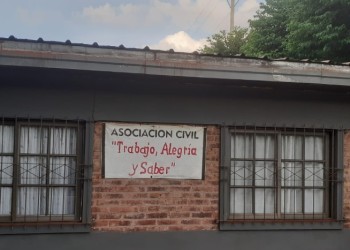 ASOCIACION CIVIL
"Trabajo, Alegria
y Saber"